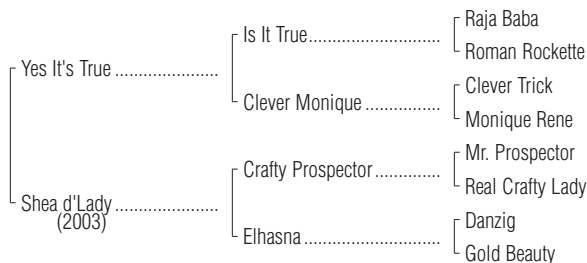 Raja Baba
Is It True
Roman Rockette
Yes It's True
Clever Trick
Clever Monique
Monique Rene
Mr. Prospector
Crafty Prospector
Real Crafty Lady
Shea d'Lady
(2003)
Danzig
Elhasna
Gold Beauty